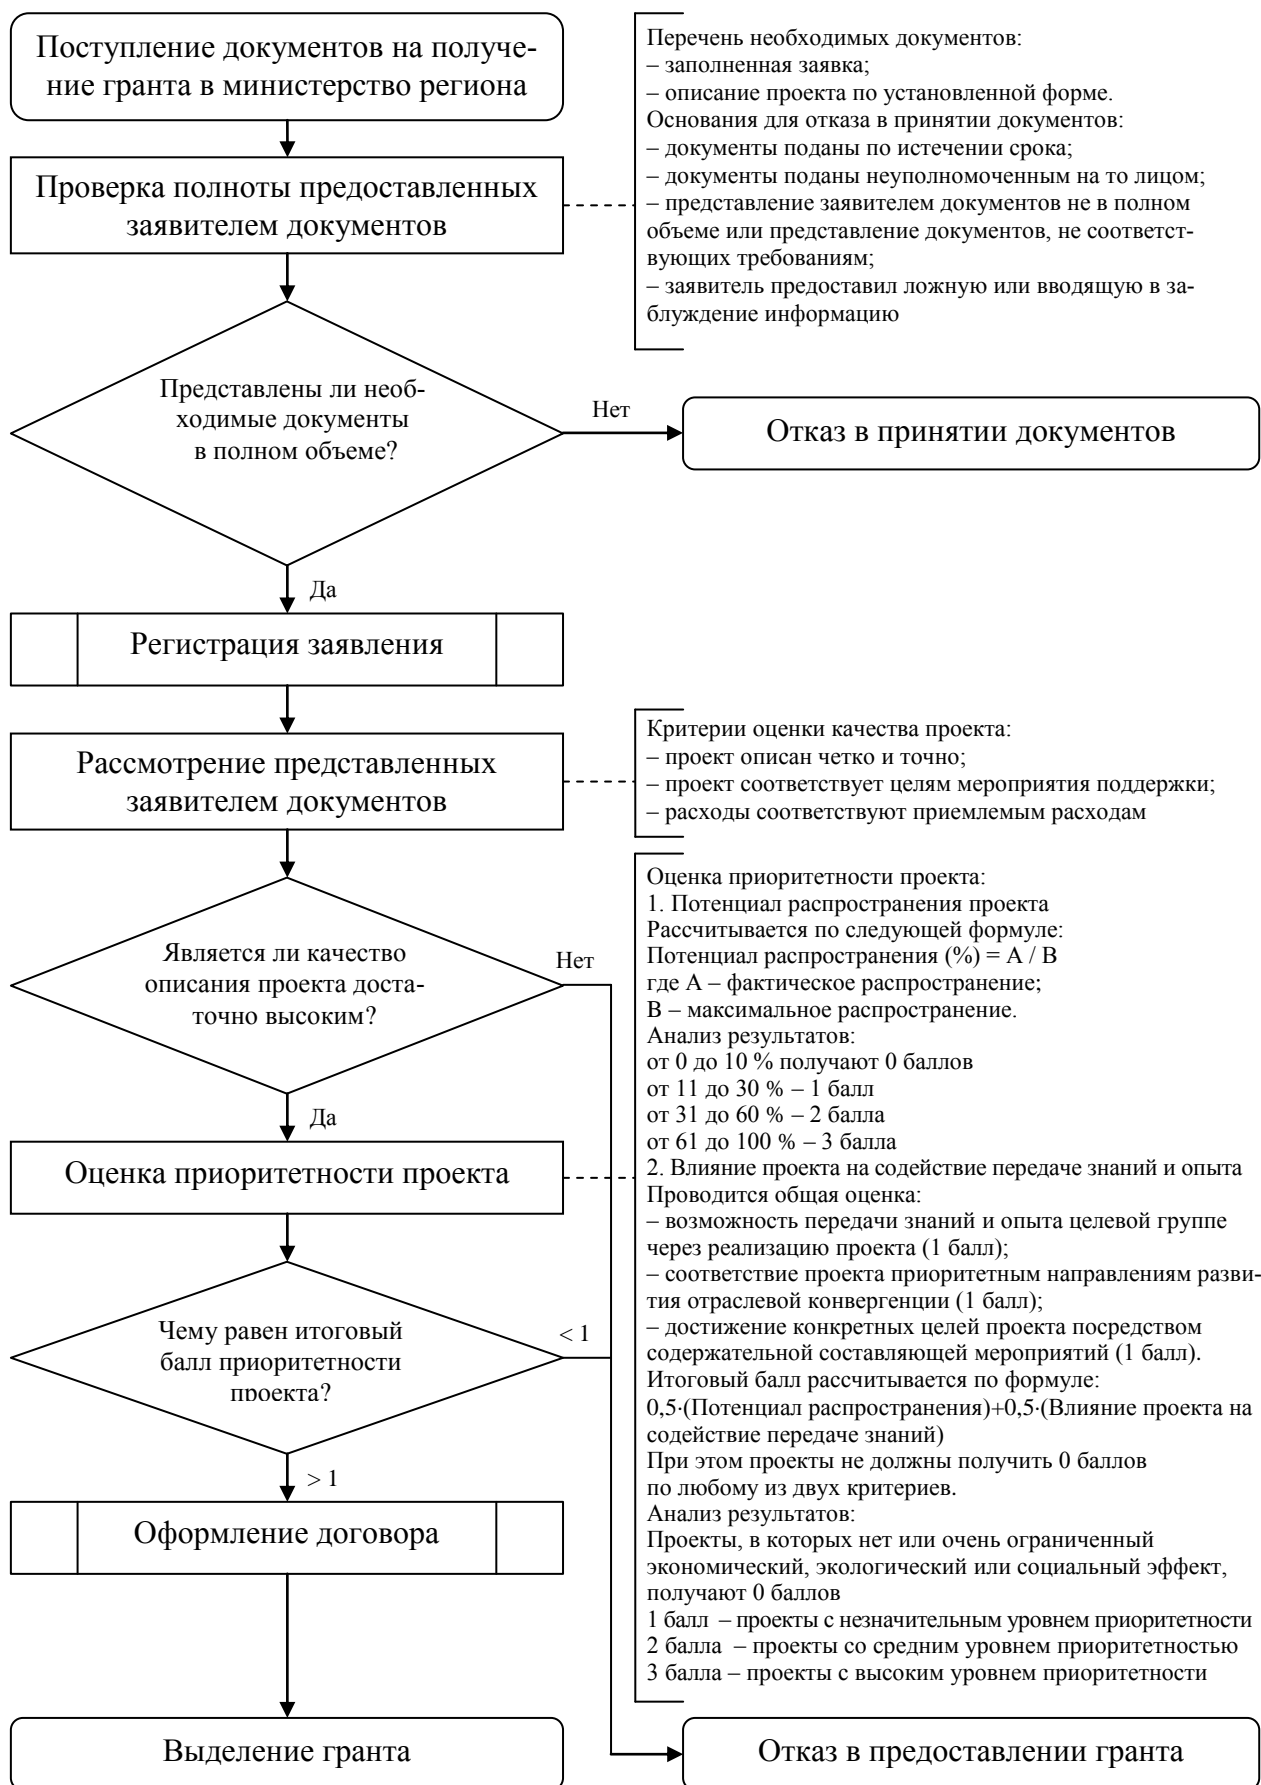 Поступление документов на получе-
ние гранта в министерство региона
Перечень необходимых документов:
– заполненная заявка;
– описание проекта по установленной форме.
Основания для отказа в принятии документов:
– документы поданы по истечении срока;
– документы поданы неуполномоченным на то лицом;
– представление заявителем документов не в полном
объеме или представление документов, не соответст-
вующих требованиям;
– заявитель предоставил ложную или вводящую в за-
блуждение информацию
Проверка полноты предоставленных
заявителем документов
Представлены ли необ-
ходимые документы
в полном объеме?
Нет
Отказ в принятии документов
Да
Регистрация заявления
Рассмотрение представленных
заявителем документов
Критерии оценки качества проекта:
– проект описан четко и точно;
– проект соответствует целям мероприятия поддержки;
– расходы соответствуют приемлемым расходам
Является ли качество
описания проекта доста-
точно высоким?
Нет
Да
Оценка приоритетности проекта
Оценка приоритетности проекта:
1. Потенциал распространения проекта
Рассчитывается по следующей формуле:
Потенциал распространения (%) = А / В
где А – фактическое распространение;
В – максимальное распространение.
Анализ результатов:
от 0 до 10 % получают 0 баллов
от 11 до 30 % – 1 балл
от 31 до 60 % – 2 балла
от 61 до 100 % – 3 балла
2. Влияние проекта на содействие передаче знаний и опыта
Проводится общая оценка:
– возможность передачи знаний и опыта целевой группе
через реализацию проекта (1 балл);
– соответствие проекта приоритетным направлениям разви-
тия отраслевой конвергенции (1 балл);
– достижение конкретных целей проекта посредством
содержательной составляющей мероприятий (1 балл).
Итоговый балл рассчитывается по формуле:
0,5·(Потенциал распространения)+0,5·(Влияние проекта на
содействие передаче знаний)
При этом проекты не должны получить 0 баллов
по любому из двух критериев.
Анализ результатов:
Проекты, в которых нет или очень ограниченный
экономический, экологический или социальный эффект,
получают 0 баллов
1 балл – проекты с незначительным уровнем приоритетности
2 балла – проекты со средним уровнем приоритетностью
3 балла – проекты с высоким уровнем приоритетности
Чему равен итоговый
балл приоритетности
проекта?
< 1
> 1
Оформление договора
Выделение гранта
Отказ в предоставлении гранта